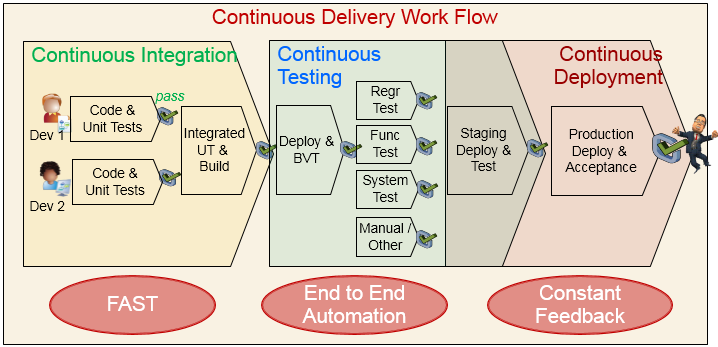 Continuous Delivery Work Flow
Continuous Integration
pass
Dev 1
Code &
Unit Tests
Dev 2
Code &
Unit Tests
Integrated
UT &
Build
Continuous
Testing
Deploy &
BVT
Regr
Test
Func
Test
System
Test
Manual /
Other
Staging
Deploy &
Test
Continuous
Deployment
Production
Deploy &
Acceptance
FAST
End to End
Automation
Constant
Feedback